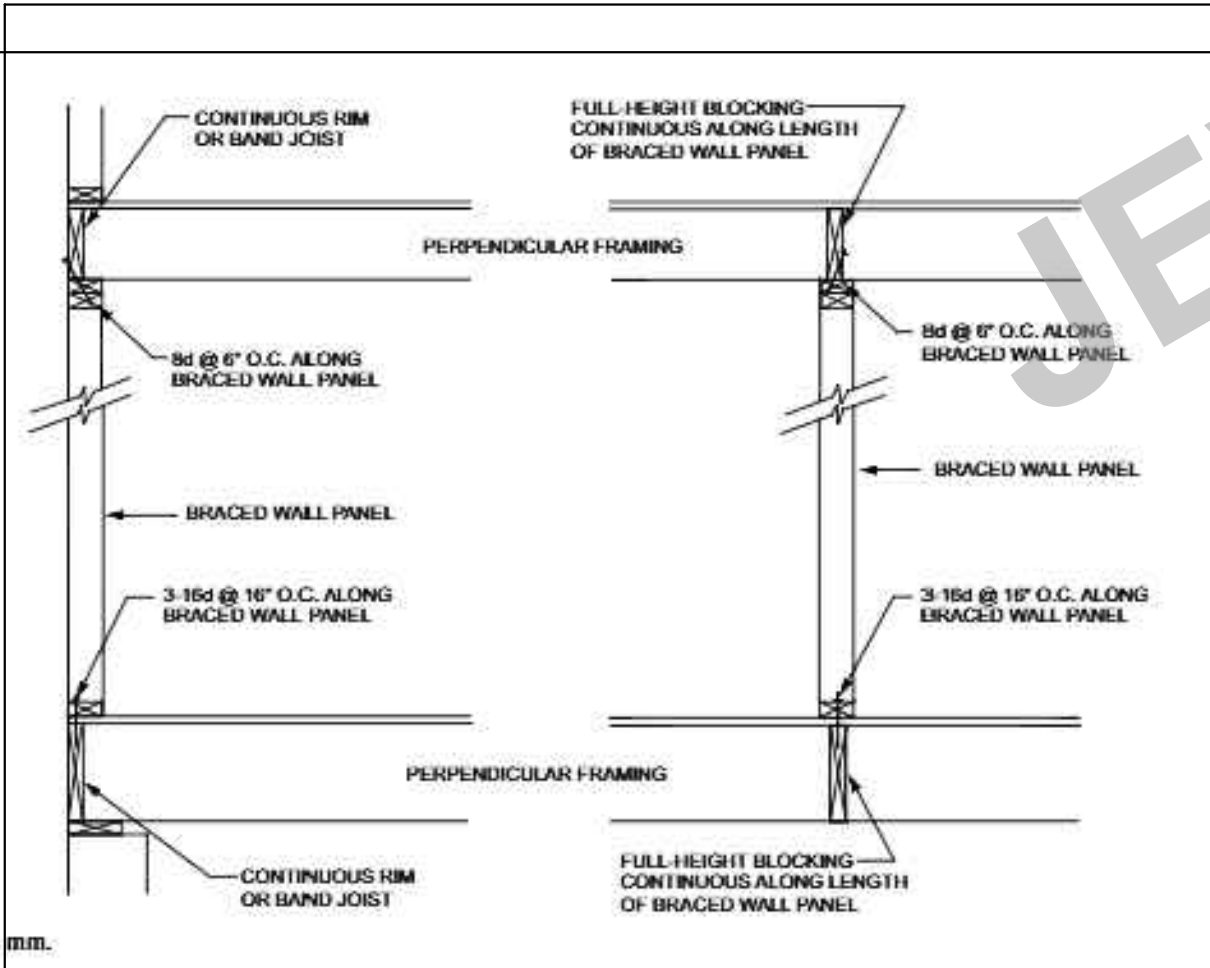 CONTINUOUS RIM
OR BAND JOIST
FULL-HEIGHT BLOCKING
CONTINUOUS ALONG LENGTH
OF BRACED WALL PANEL
PERPENDICULAR FRAMING
8d @ 6" O.C. ALONG
BRACED WALL PANEL
8d @ 6" O.C. ALONG
BRACED WALL PANEL
BRACED WALL PANEL
BRACED WALL PANEL
3-16d @ 16" O.C. ALONG
BRACED WALL PANEL
3-16d @ 16" O.C. ALONG
BRACED WALL PANEL
PERPENDICULAR FRAMING
CONTINUOUS RIM
OR BAND JOIST
FULL-HEIGHT BLOCKING
CONTINUOUS ALONG LENGTH
OF BRACED WALL PANEL
mm.